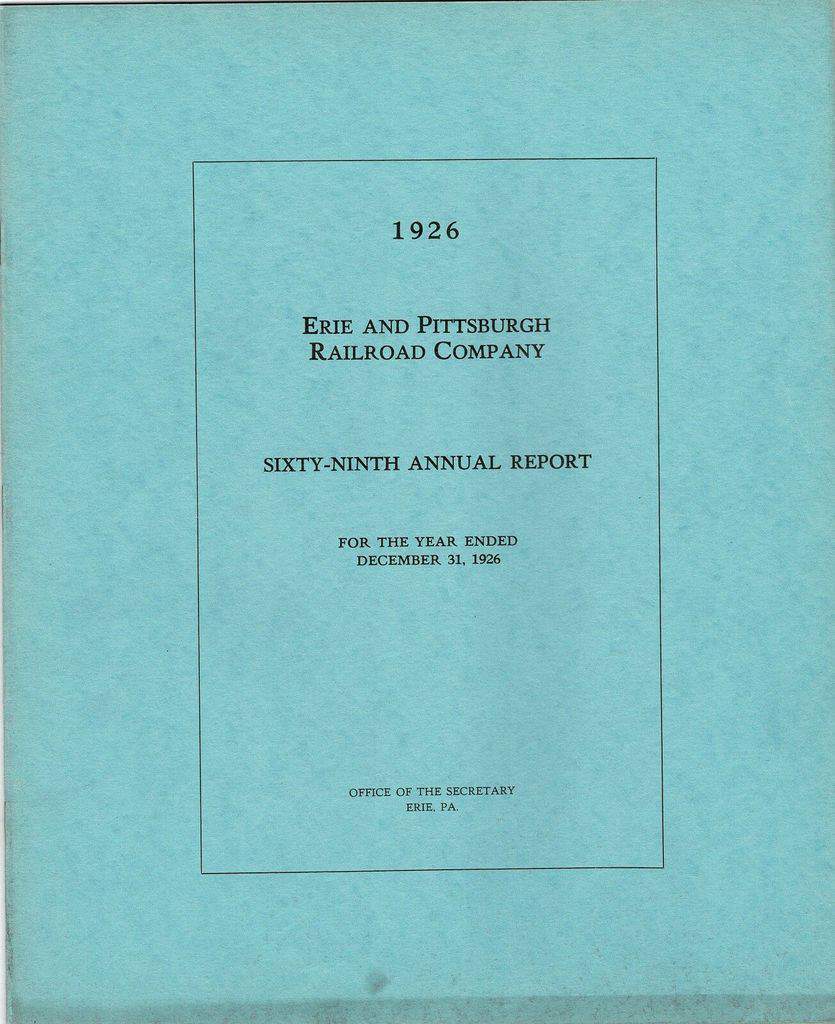 1926
ERIE AND PITTSBURGH
RAILROAD COMPANY
SIXTY-NINTH ANNUAL REPORT
FOR THE YEAR ENDED
DECEMBER 31, 1926
OFFICE OF THE SECRETARY
ERIE, PA.